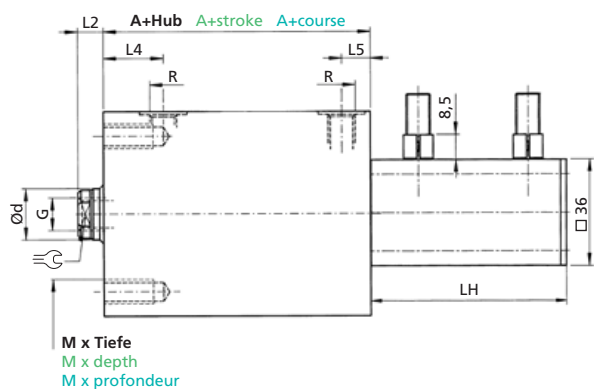 L2
A+Hub A+stroke A+course
L4
L5
R
R
8,5
Ød
G
□ 36
LH
M x Tiefe
M x depth
M x profondeur